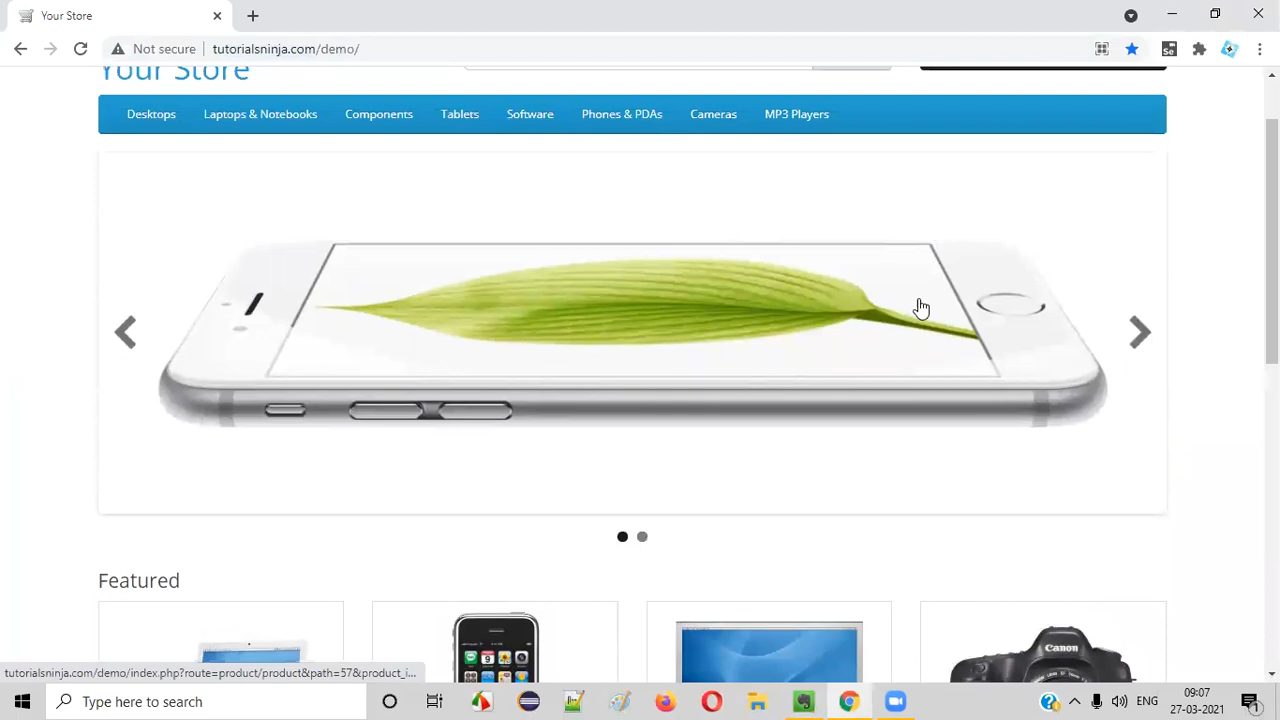 Your Store
Not secure
tutorialsninja.com/demo/
Se
Your Store
Desktops
Laptops & Notebooks
Components
Tablets
Software
Phones & PDAs
Cameras
MP3 Players
Featured
Canon
tutorialsninja.com/demo/index.php?route=product/product&path=57&product_i...
Type here to search
ENG
09:07
27-03-2021